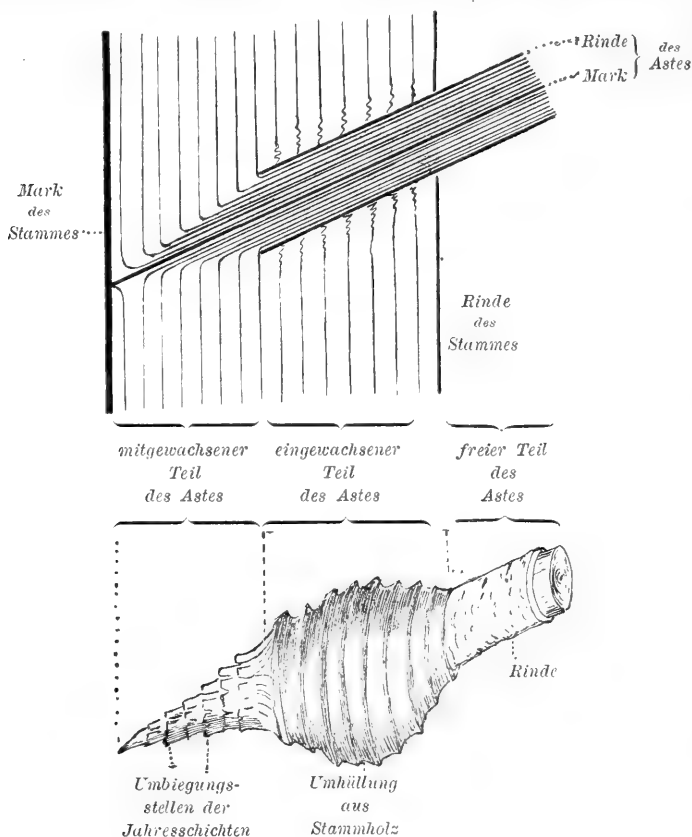 Rinde
Mark
des
Astes
Mark
des
Stammes
Rinde
des
Stammes
mitgewachsener
Teil
des Astes
eingewachsener
Teil
des Astes
freier Teil
des
Astes
Rinde
Umbiegungs-
stellen der
Jahresschichten
Umhüllung
aus
Stammholz